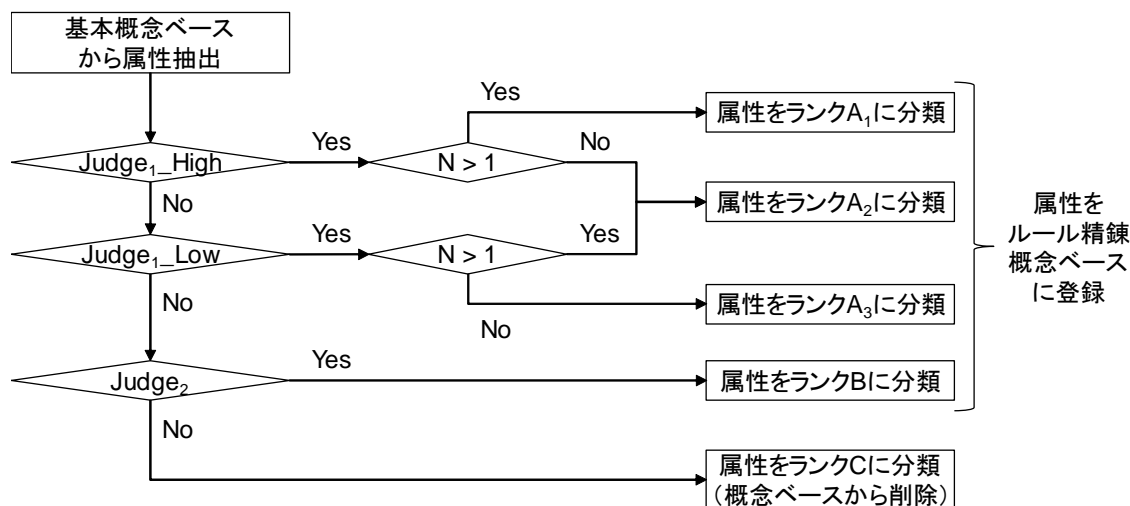 基本概念ベース
から属性抽出
Yes
属性をランクA₁に分類
Judge₁_High
Yes
N > 1
No
No
属性をランクA₂に分類
Judge₁_Low
Yes
N > 1
Yes
No
属性をランクA₃に分類
No
Judge₂
Yes
属性をランクBに分類
No
属性をランクCに分類
（概念ベースから削除）
属性を
ルール精錬
概念ベース
に登録